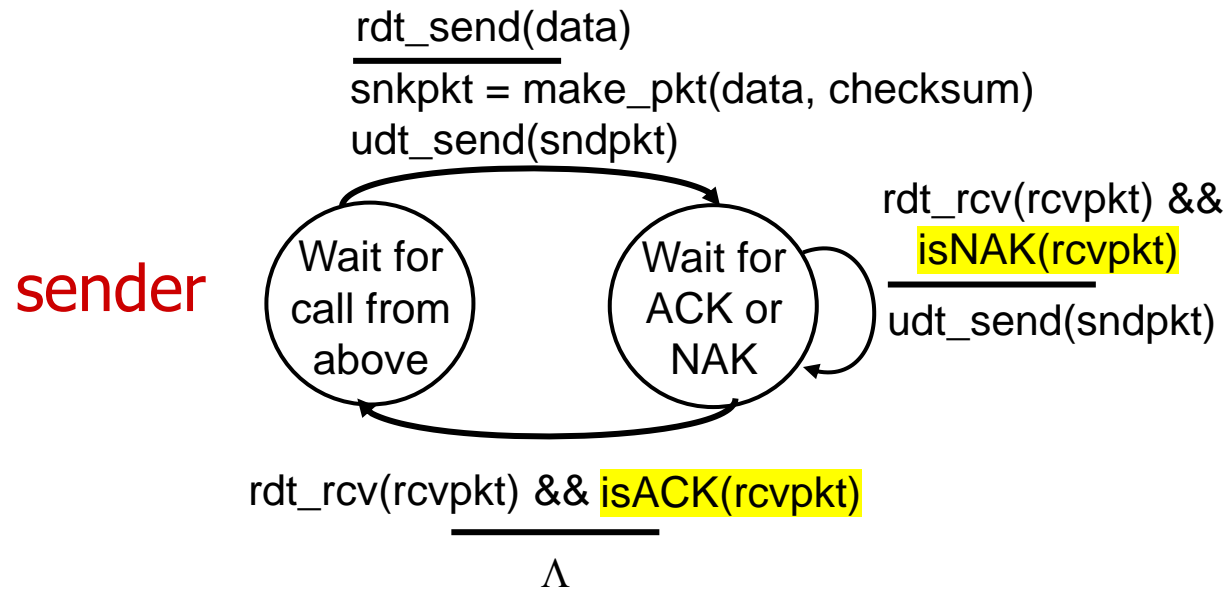 rdt_send(data)
snkpkt = make_pkt(data, checksum)
udt_send(sndpkt)
sender
Wait for
call from
above
Wait for
ACK or
NAK
rdt_rcv(rcvpkt) &&
isNAK(rcvpkt)
udt_send(sndpkt)
rdt_rcv(rcvpkt) && isACK(rcvpkt)
Λ